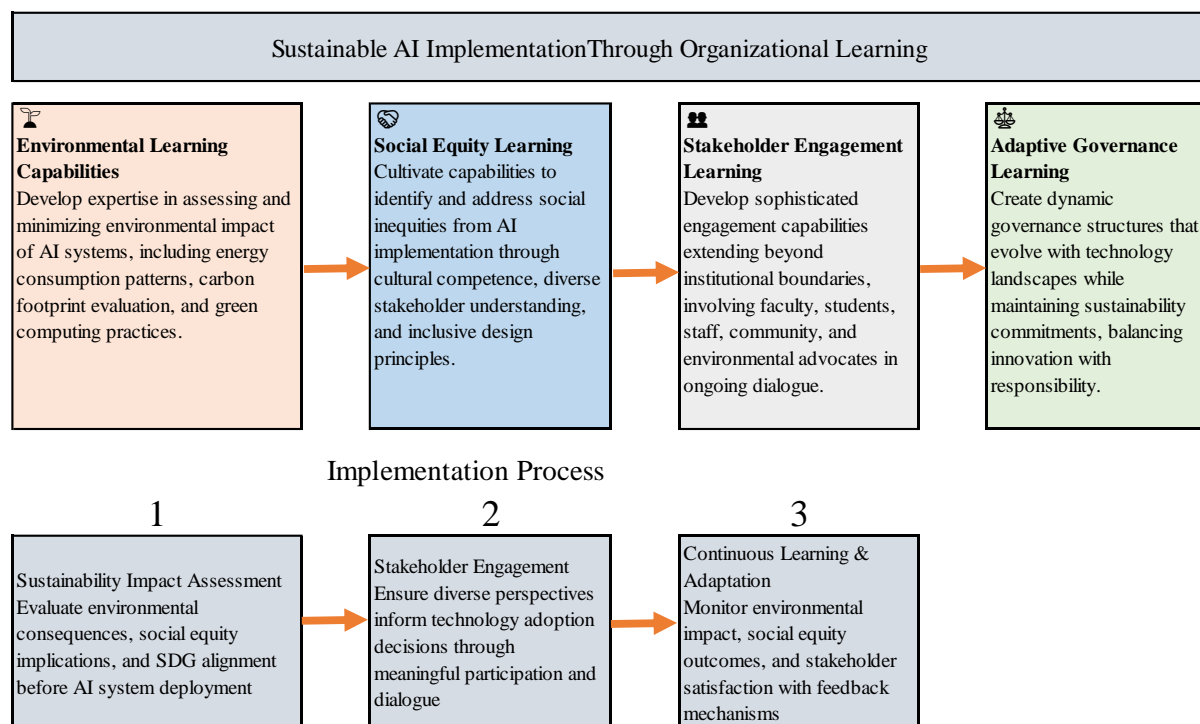 Sustainable AI ImplementationThrough Organizational Learning
Environmental Learning
Capabilities
Develop expertise in assessing and
minimizing environmental impact
of AI systems, including energy
consumption patterns, carbon
footprint evaluation, and green
computing practices.
Social Equity Learning
Cultivate capabilities to
identify and address social
inequities from AI
implementation through
cultural competence, diverse
stakeholder understanding,
and inclusive design
principles.
Stakeholder Engagement
Learning
Develop sophisticated
engagement capabilities
extending beyond
institutional boundaries,
involving faculty, students,
staff, community, and
environmental advocates in
ongoing dialogue.
Adaptive Governance
Learning
Create dynamic
governance structures that
evolve with technology
landscapes while
maintaining sustainability
commitments, balancing
innovation with
responsibility.
Implementation Process
1
Sustainability Impact Assessment
Evaluate environmental
consequences, social equity
implications, and SDG alignment
before AI system deployment
2
Stakeholder Engagement
Ensure diverse perspectives
inform technology adoption
decisions through
meaningful participation and
dialogue
3
Continuous Learning &
Adaptation
Monitor environmental
impact, social equity
outcomes, and stakeholder
satisfaction with feedback
mechanisms